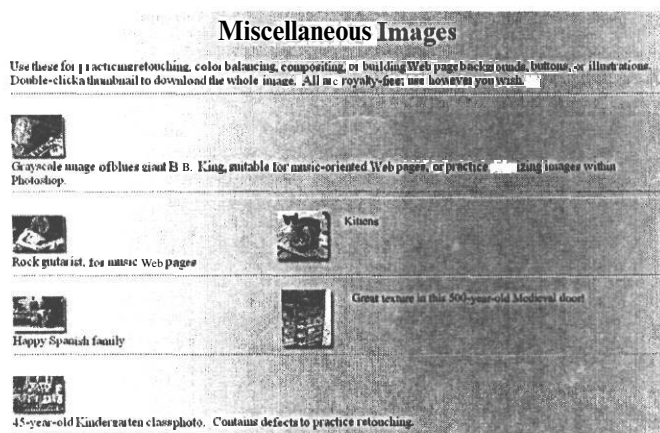 Miscellaneous Images
Use these for practicing retouching, color balancing, compositing, or building Web page backgrounds, buttons, or illustrations.
Double-click a thumbnail to download the whole image. All are royalty-free; use however you wish.
Grayscale image of blues giant B B. King, suitable for music-oriented Web pages, or practice izing images within
Photoshop.
Kittens
Rock guitarist, for music Web pages
Great texture in this 500-year-old Medieval door!
Happy Spanish family
45-year-old Kindergarten class photo. Contains defects to practice retouching.